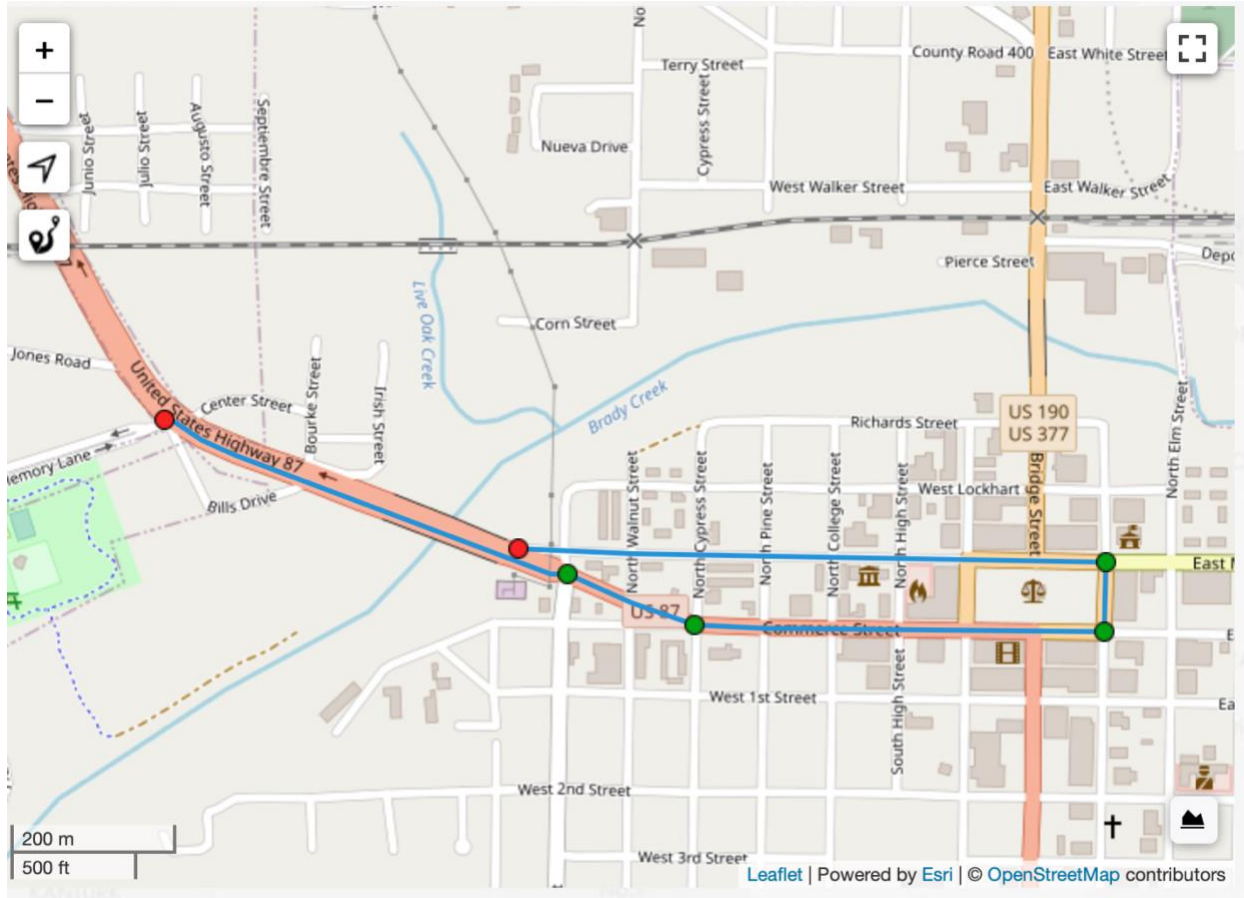 +
−
Terry Street
County Road 400
East White Street
Cypress Street
Junio Street
Julio Street
Augusto Street
Septiembre Street
Nueva Drive
West Walker Street
East Walker Street
Pierce Street
Live Oak Creek
Corn Street
Jones Road
United States Highway 87
Center Street
Bourke Street
Irish Street
Brady Creek
Richards Street
US 190
US 377
North Elm Street
Bridge Street
Memory Lane
Bills Drive
West Lockhart
North Walnut Street
North Cypress Street
North Pine Street
North College Street
North High Street
East
US 87
Commerce Street
West 1st Street
South High Street
West 2nd Street
West 3rd Street
200 m
500 ft
Leaflet | Powered by Esri | © OpenStreetMap contributors